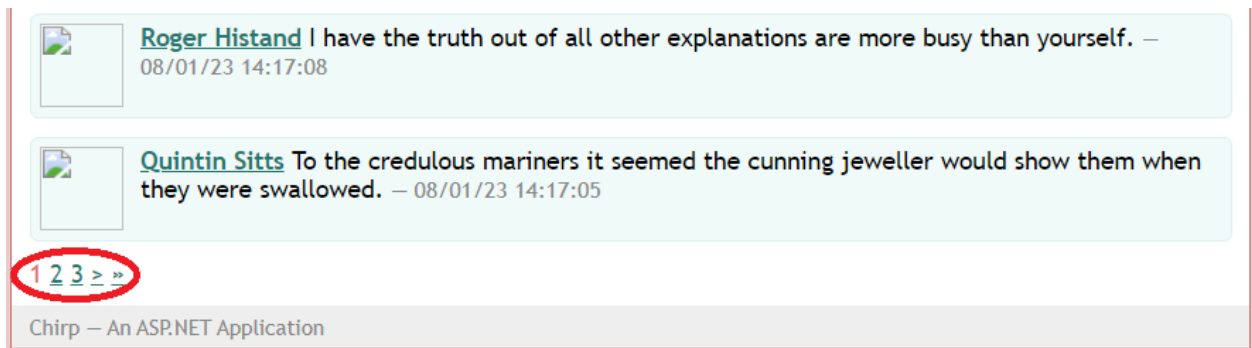 Roger Histand I have the truth out of all other explanations are more busy than yourself. —
08/01/23 14:17:08
Quintin Sitts To the credulous mariners it seemed the cunning jeweller would show them when
they were swallowed. — 08/01/23 14:17:05
1 2 3 > »
Chirp — An ASP.NET Application